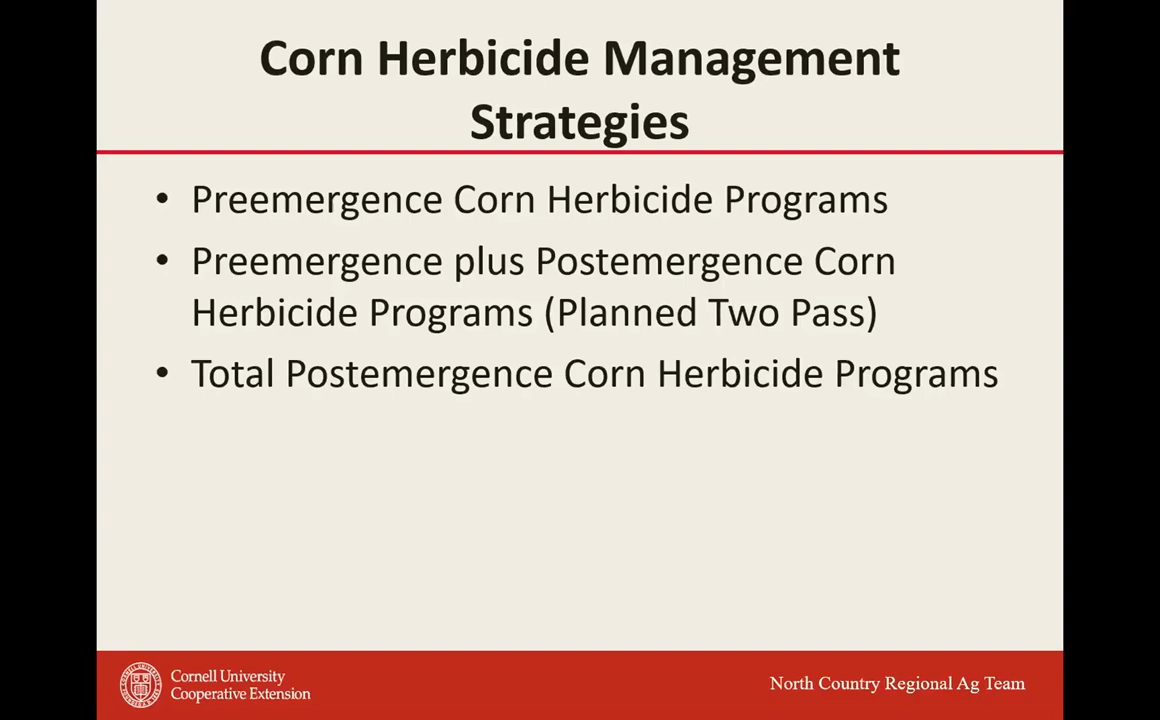 Corn Herbicide Management
Strategies
• Preemergence Corn Herbicide Programs
• Preemergence plus Postemergence Corn
Herbicide Programs (Planned Two Pass)
• Total Postemergence Corn Herbicide Programs
Cornell University
Cooperative Extension
North Country Regional Ag Team